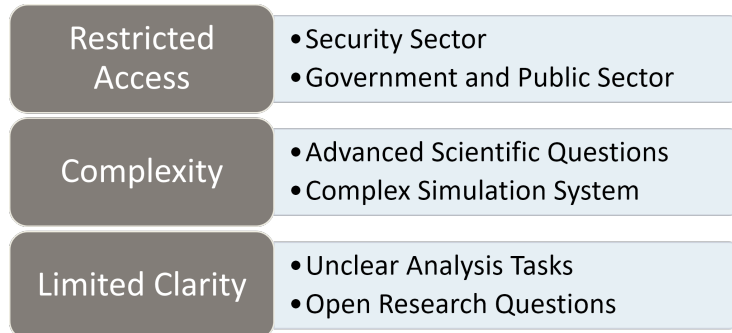 Restricted
Access
•Security Sector
•Government and Public Sector
Complexity
•Advanced Scientific Questions
•Complex Simulation System
Limited Clarity
•Unclear Analysis Tasks
•Open Research Questions